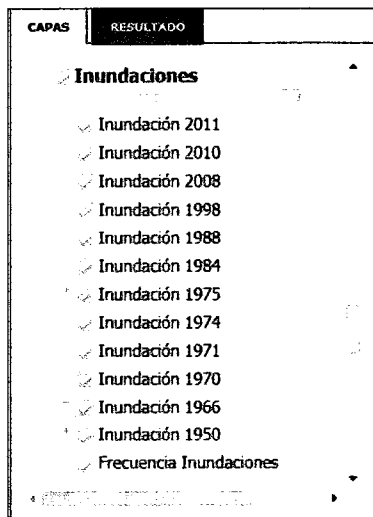 CAPAS RESULTADO
Inundaciones
Inundación 2011
Inundación 2010
Inundación 2008
Inundación 1998
Inundación 1988
Inundación 1984
Inundación 1975
Inundación 1974
Inundación 1971
Inundación 1970
Inundación 1966
Inundación 1950
Frecuencia Inundaciones